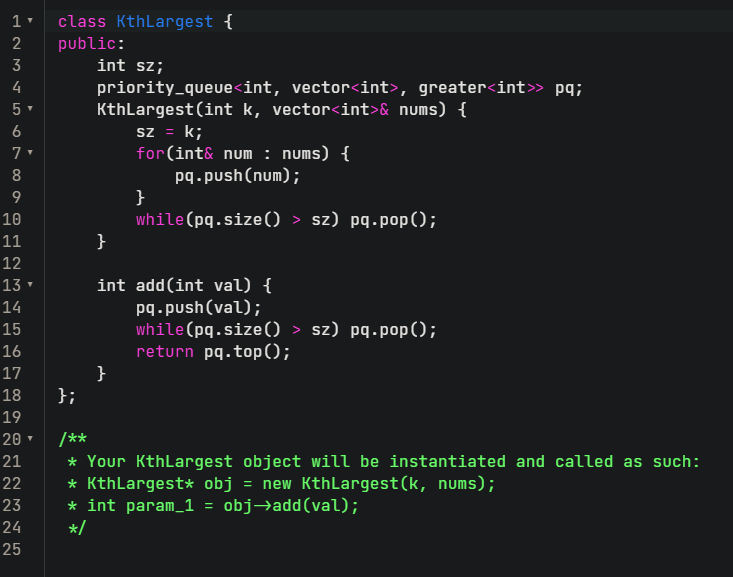 1 class KthLargest {
2 public:
3     int sz;
4     priority_queue<int, vector<int>, greater<int>> pq;
5     KthLargest(int k, vector<int>& nums) {
6         sz = k;
7         for(int& num : nums) {
8             pq.push(num);
9         }
10         while(pq.size() > sz) pq.pop();
11     }
12
13     int add(int val) {
14         pq.push(val);
15         while(pq.size() > sz) pq.pop();
16         return pq.top();
17     }
18 };
19
20 /**
21  * Your KthLargest object will be instantiated and called as such:
22  * KthLargest* obj = new KthLargest(k, nums);
23  * int param_1 = obj->add(val);
24  */
25